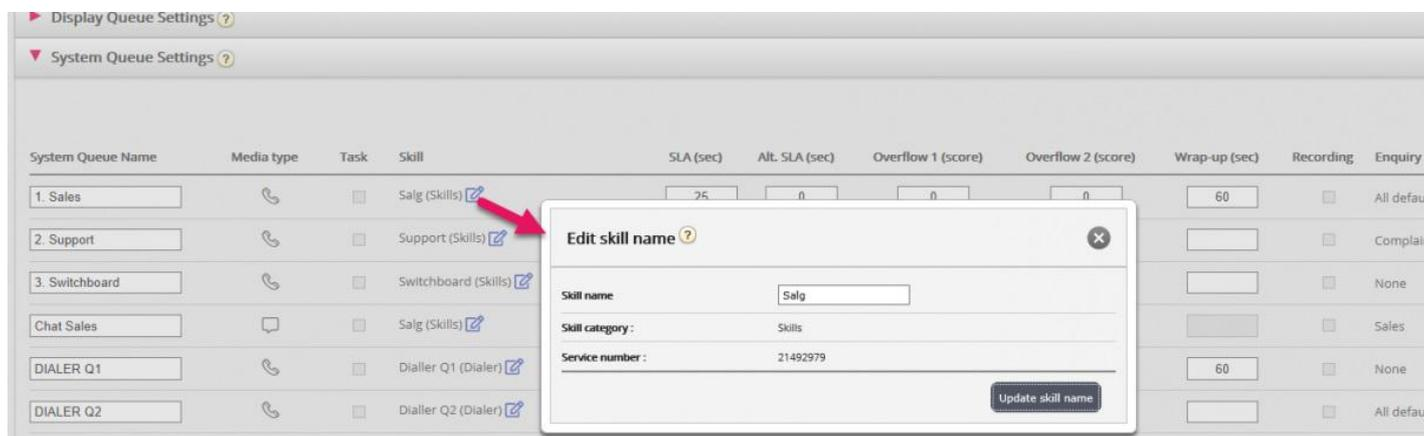 Display Queue Settings ?
System Queue Settings ?
System Queue Name Media type Task Skill SLA (sec) Alt. SLA (sec) Overflow 1 (score) Overflow 2 (score) Wrap-up (sec) Recording Enquiry
1. Sales Salg (Skills) 25 0 0 0 60 All defau
2. Support Support (Skills) Complai
3. Switchboard Switchboard (Skills) None
Chat Sales Salg (Skills) Sales
DIALER Q1 Dialler Q1 (Dialer) 60 None
DIALER Q2 Dialler Q2 (Dialer) All defau
Edit skill name ?
Skill name Salg
Skill category : Skills
Service number : 21492979
Update skill name